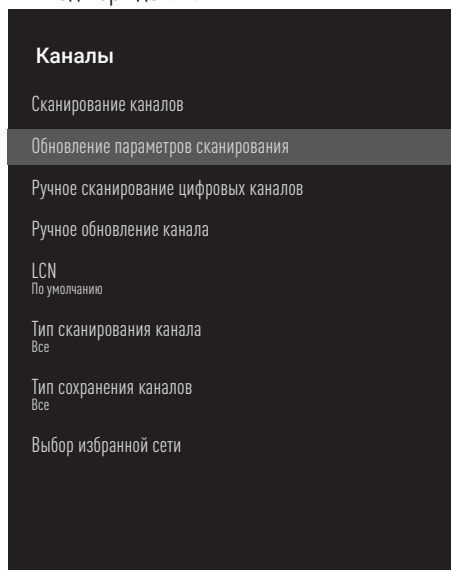 Каналы
Сканирование каналов
Обновление параметров сканирования
Ручное сканирование цифровых каналов
Ручное обновление канала
LCN
По умолчанию
Тип сканирования канала
Все
Тип сохранения каналов
Все
Выбор избранной сети